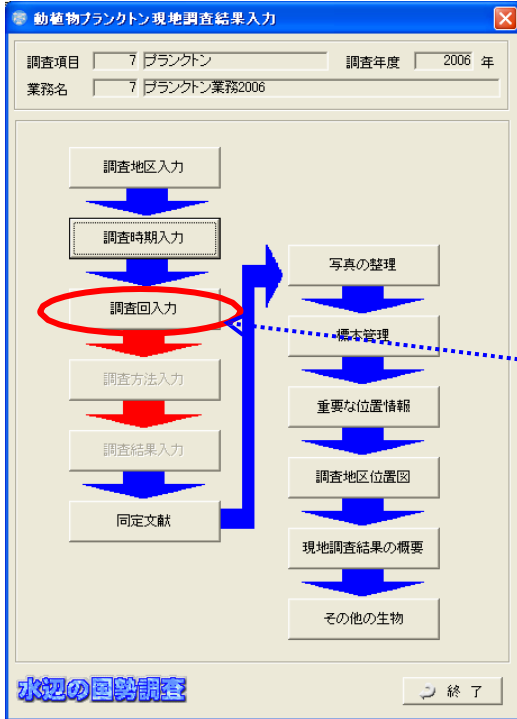 動植物プランクトン現地調査結果入力
調査項目 7 プランクトン 調査年度 2006 年
業務名 7 プランクトン業務2006
調査地区入力
調査時期入力
調査回入力
調査方法入力
調査結果入力
同定文献
写真の整理
標本管理
重要な位置情報
調査地区位置図
現地調査結果の概要
その他の生物
水辺の国勢調査
終 了